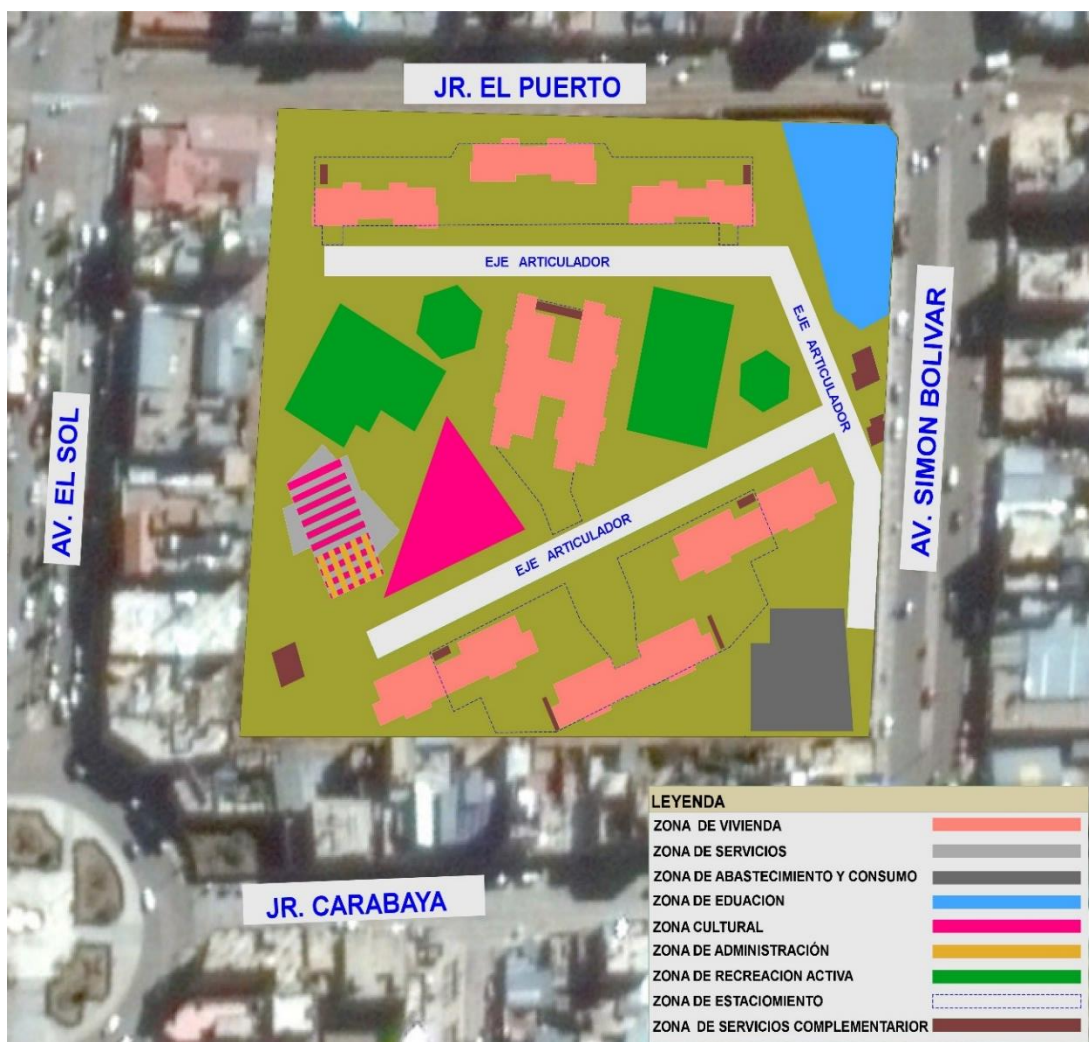 JR. EL PUERTO
EJE ARTICULADOR
EJE ARTICULADOR
AV. SIMON BOLIVAR
AV. EL SOL
EJE ARTICULADOR
JR. CARABAYA
LEYENDA
ZONA DE VIVIENDA
ZONA DE SERVICIOS
ZONA DE ABASTECIMIENTO Y CONSUMO
ZONA DE EDUACION
ZONA CULTURAL
ZONA DE ADMINISTRACIÓN
ZONA DE RECREACION ACTIVA
ZONA DE ESTACIOMIENTO
ZONA DE SERVICIOS COMPLEMENTARIOR